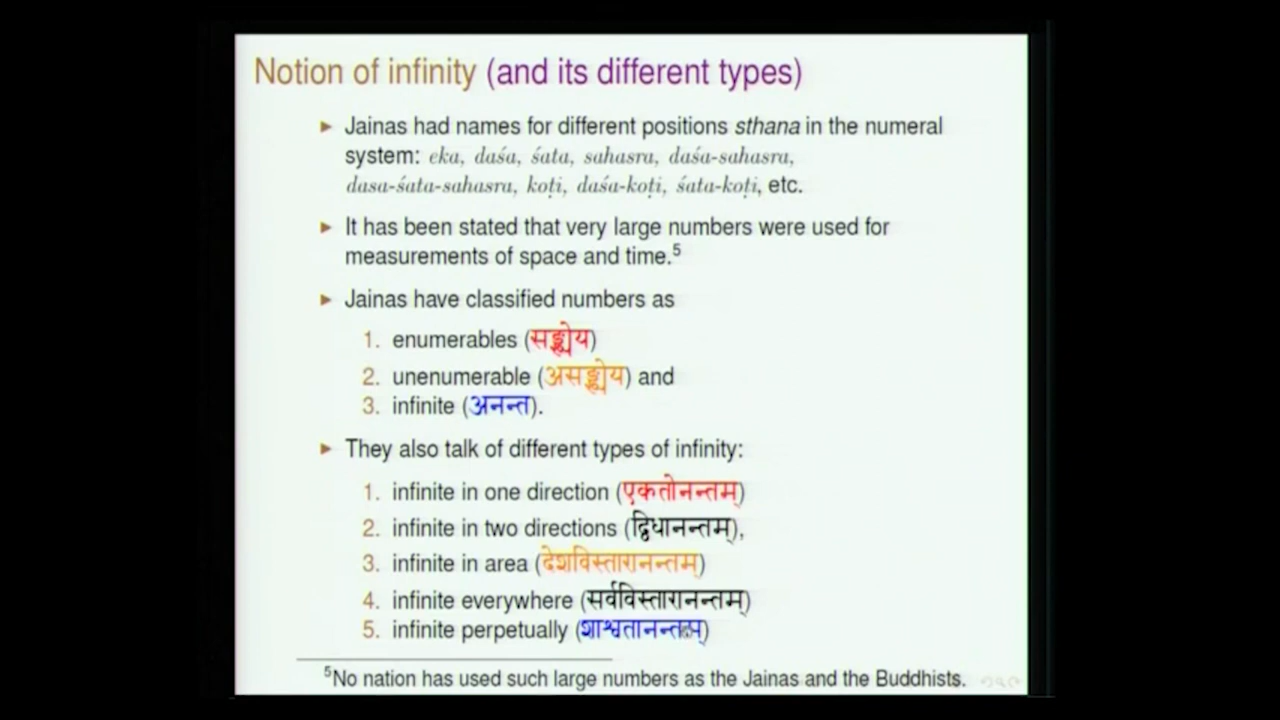 Notion of infinity (and its different types)
► Jainas had names for different positions sthana in the numeral
system: eka, daśa, śata, sahasra, daśa-sahasra,
dasa-śata-sahasra, koṭi, daśa-koṭi, śata-koṭi, etc.
► It has been stated that very large numbers were used for
measurements of space and time.⁵
► Jainas have classified numbers as
1. enumerables (सङ्ख्येय)
2. unenumerable (असङ्ख्येय) and
3. infinite (अनन्त).
► They also talk of different types of infinity:
1. infinite in one direction (एकतोनन्तम्)
2. infinite in two directions (द्विधानन्तम्),
3. infinite in area (देशविस्तारानन्तम्)
4. infinite everywhere (सर्वविस्तारानन्तम्)
5. infinite perpetually (शाश्वतानन्तम्)
⁵No nation has used such large numbers as the Jainas and the Buddhists.